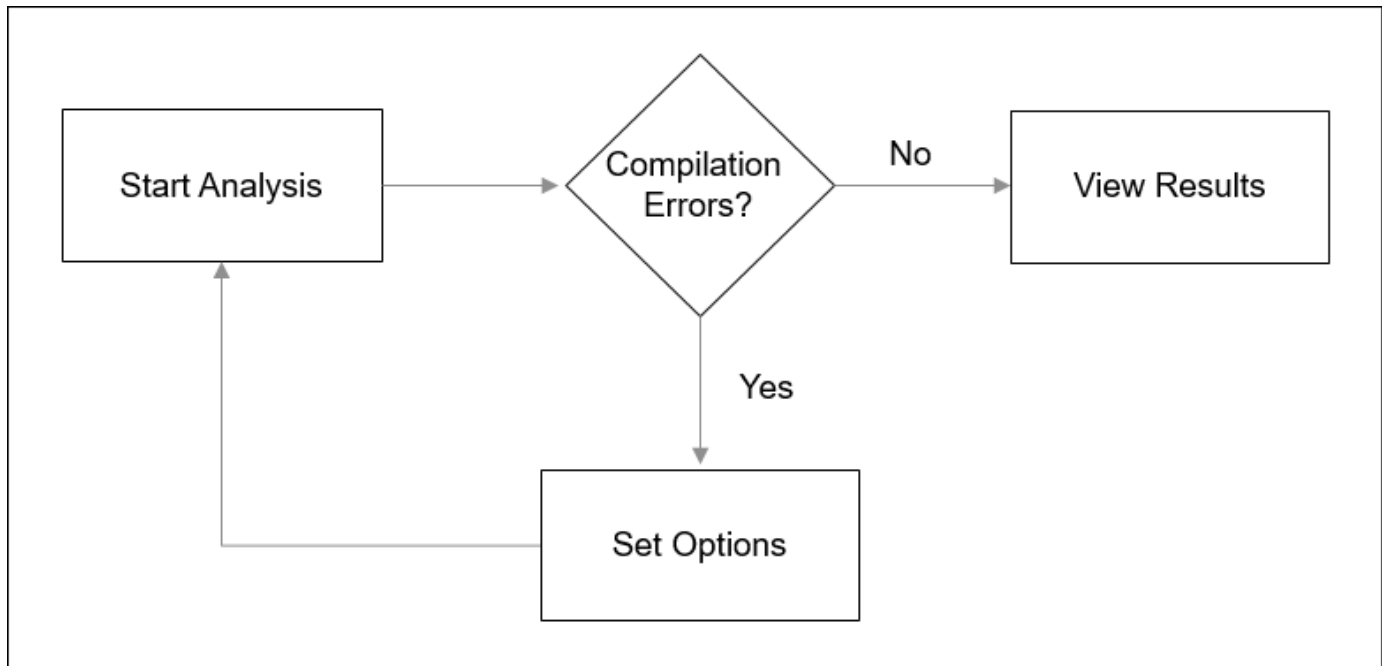 Start Analysis
Compilation
Errors?
No
View Results
Yes
Set Options